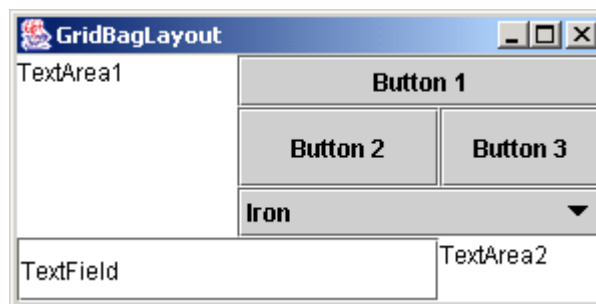 GridBagLayout
TextArea1
Button 1
Button 2
Button 3
Iron
TextField
TextArea2